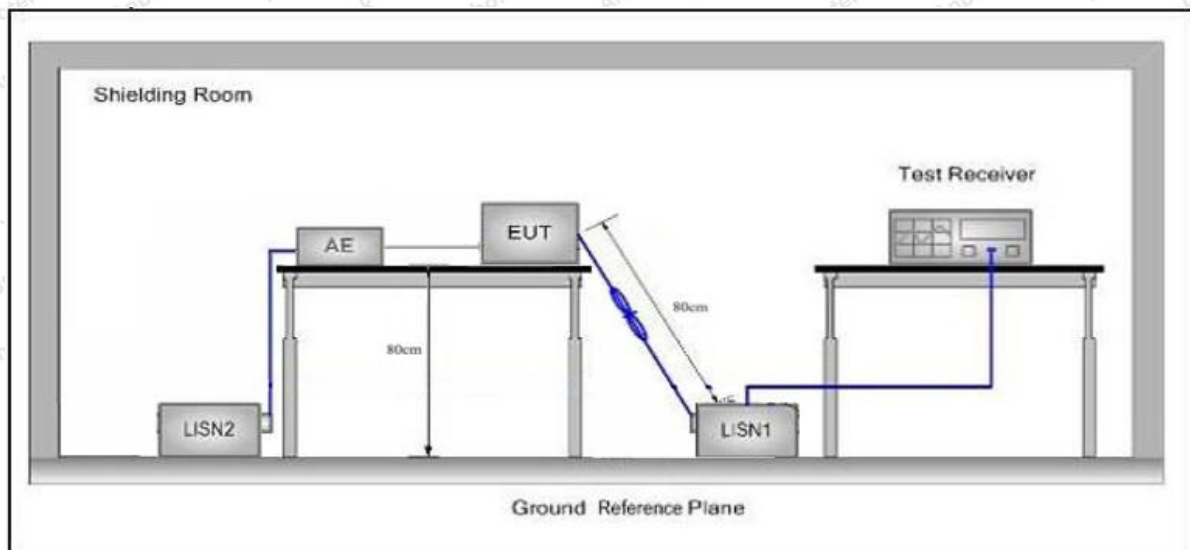 Shielding Room
Test Receiver
EUT
AE
80cm
80cm
LISN2
LISN1
Ground Reference Plane